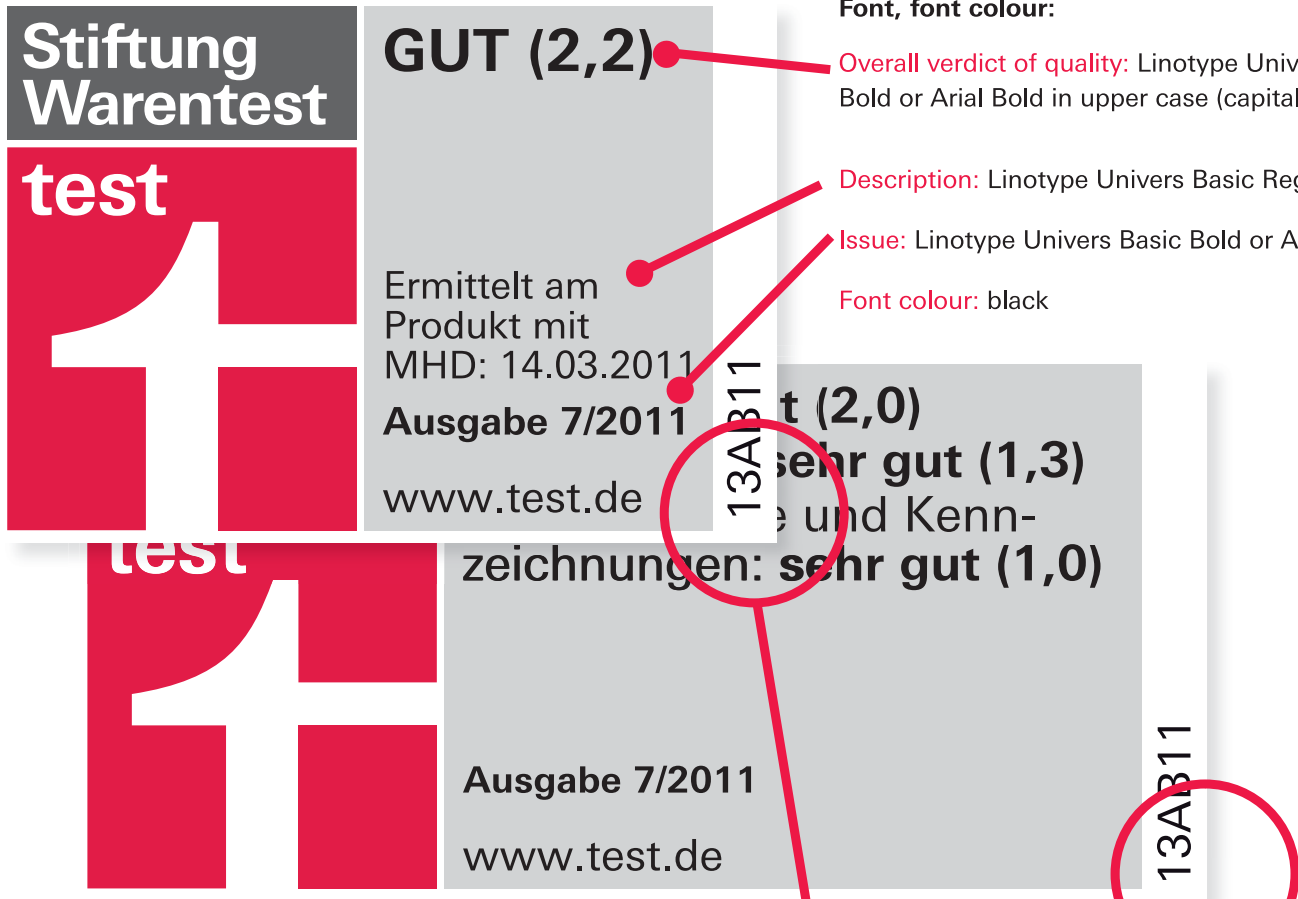 Stiftung
Warentest
test
GUT (2,2)
Ermittelt am
Produkt mit
MHD: 14.03.2011
Ausgabe 7/2011
www.test.de
13AB11
Font, font colour:
Overall verdict of quality: Linotype
Bold or Arial Bold in upper case
Description: Linotype Univers Basic
Issue: Linotype Univers Basic Bold or
Font colour: black
(2,0)
sehr gut (1,3)
und Kenn-
zeichnungen: sehr gut (1,0)
test
Ausgabe 7/2011
www.test.de
13AB11